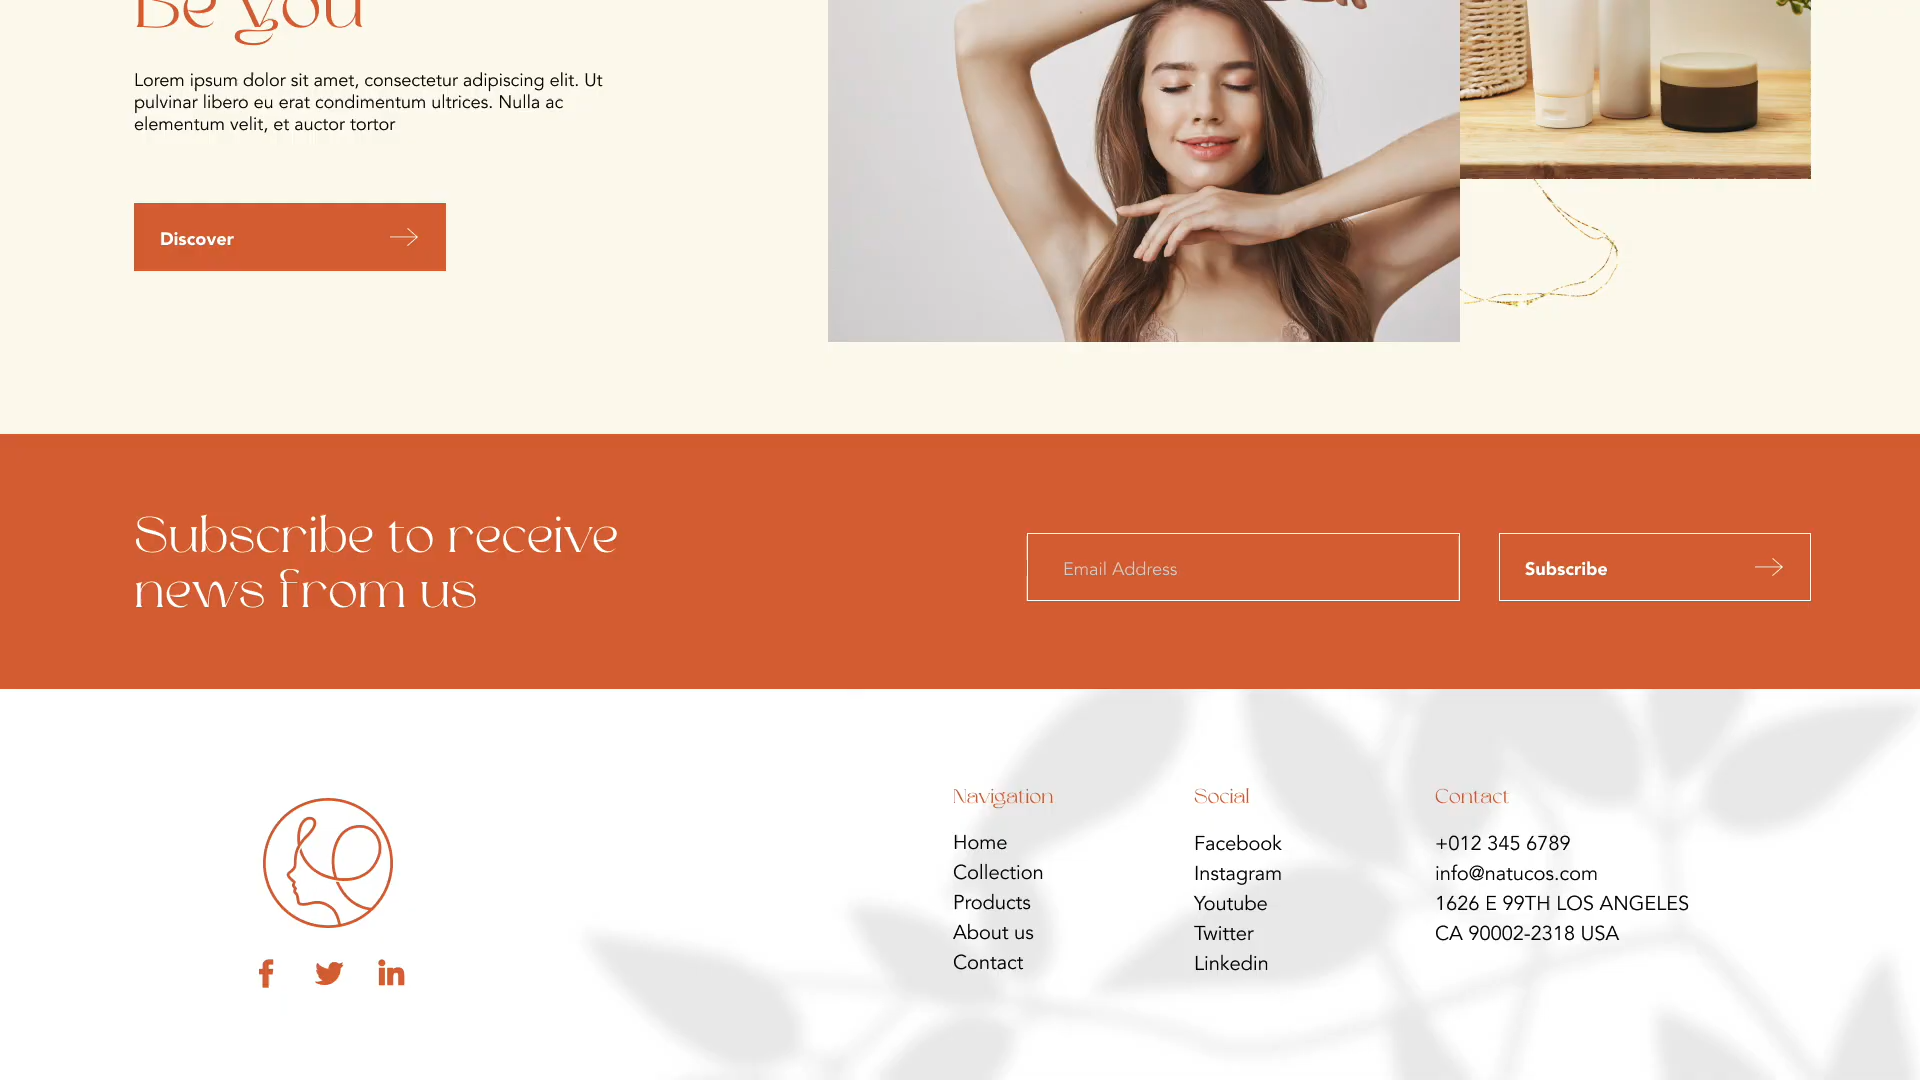 Be you
Lorem ipsum dolor sit amet, consectetur adipiscing elit. Ut
pulvinar libero eu erat condimentum ultrices. Nulla ac
elementum velit, et auctor tortor
Discover
Subscribe to receive
news from us
Email Address
Subscribe
Navigation
Home
Collection
Products
About us
Contact
Social
Facebook
Instagram
Youtube
Twitter
Linkedin
Contact
+012 345 6789
info@natucos.com
1626 E 99TH LOS ANGELES
CA 90002-2318 USA